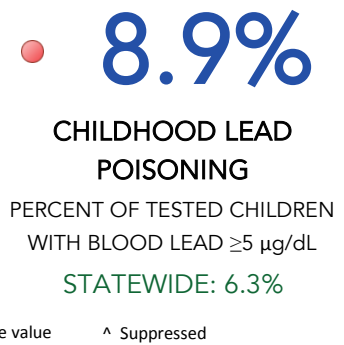 8.9%
CHILDHOOD LEAD
POISONING
PERCENT OF TESTED CHILDREN
WITH BLOOD LEAD ≥5 µg/dL
STATEWIDE: 6.3%
value ^ Suppressed